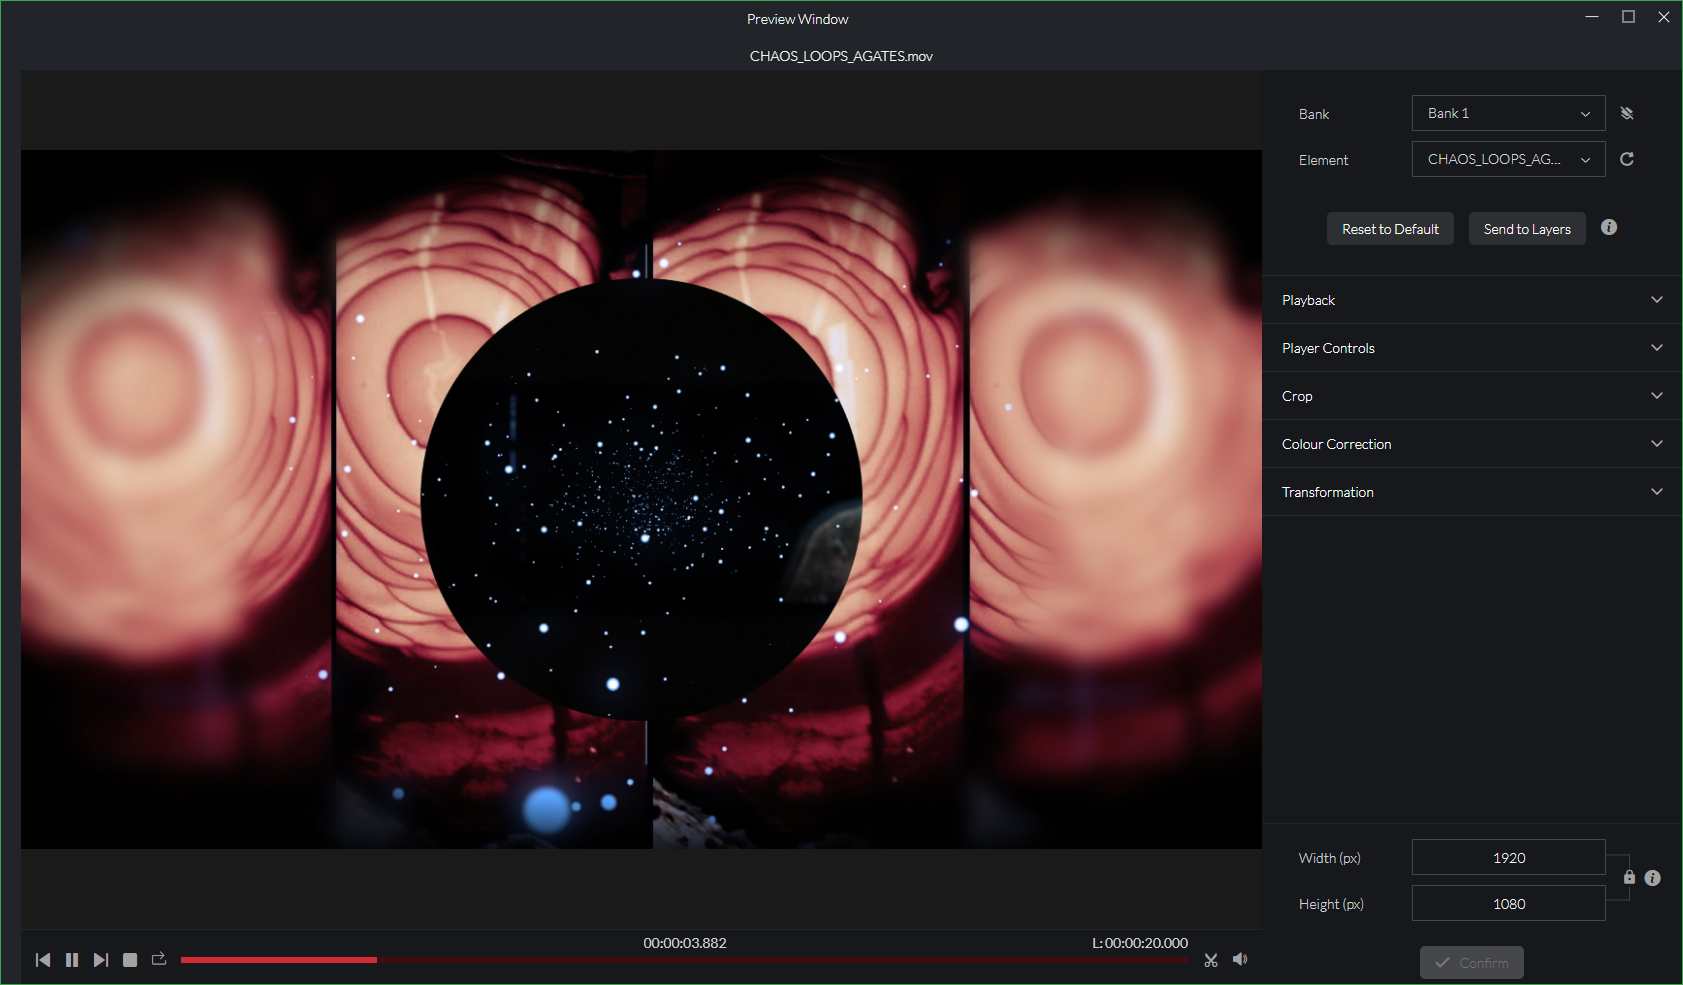 Preview Window
CHAOS_LOOPS_AGATES.mov
Bank
Bank 1
Element
CHAOS_LOOPS_AG...
Reset to Default
Send to Layers
Playback
Player Controls
Crop
Colour Correction
Transformation
Width (px)
1920
Height (px)
1080
00:00:03.882
L: 00:00:20.000
Confirm